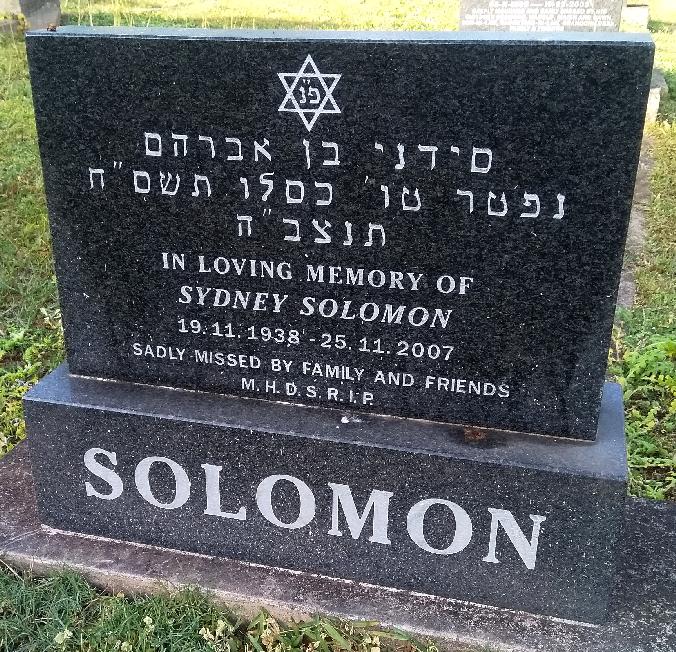 פ"נ
סידני בן אברהם
נפטר טו' כסלו תשס"ח
תנצב"ה
IN LOVING MEMORY OF
SYDNEY SOLOMON
19.11.1938 - 25.11.2007
SADLY MISSED BY FAMILY AND FRIENDS
M.H.D.S.R.I.P.
SOLOMON